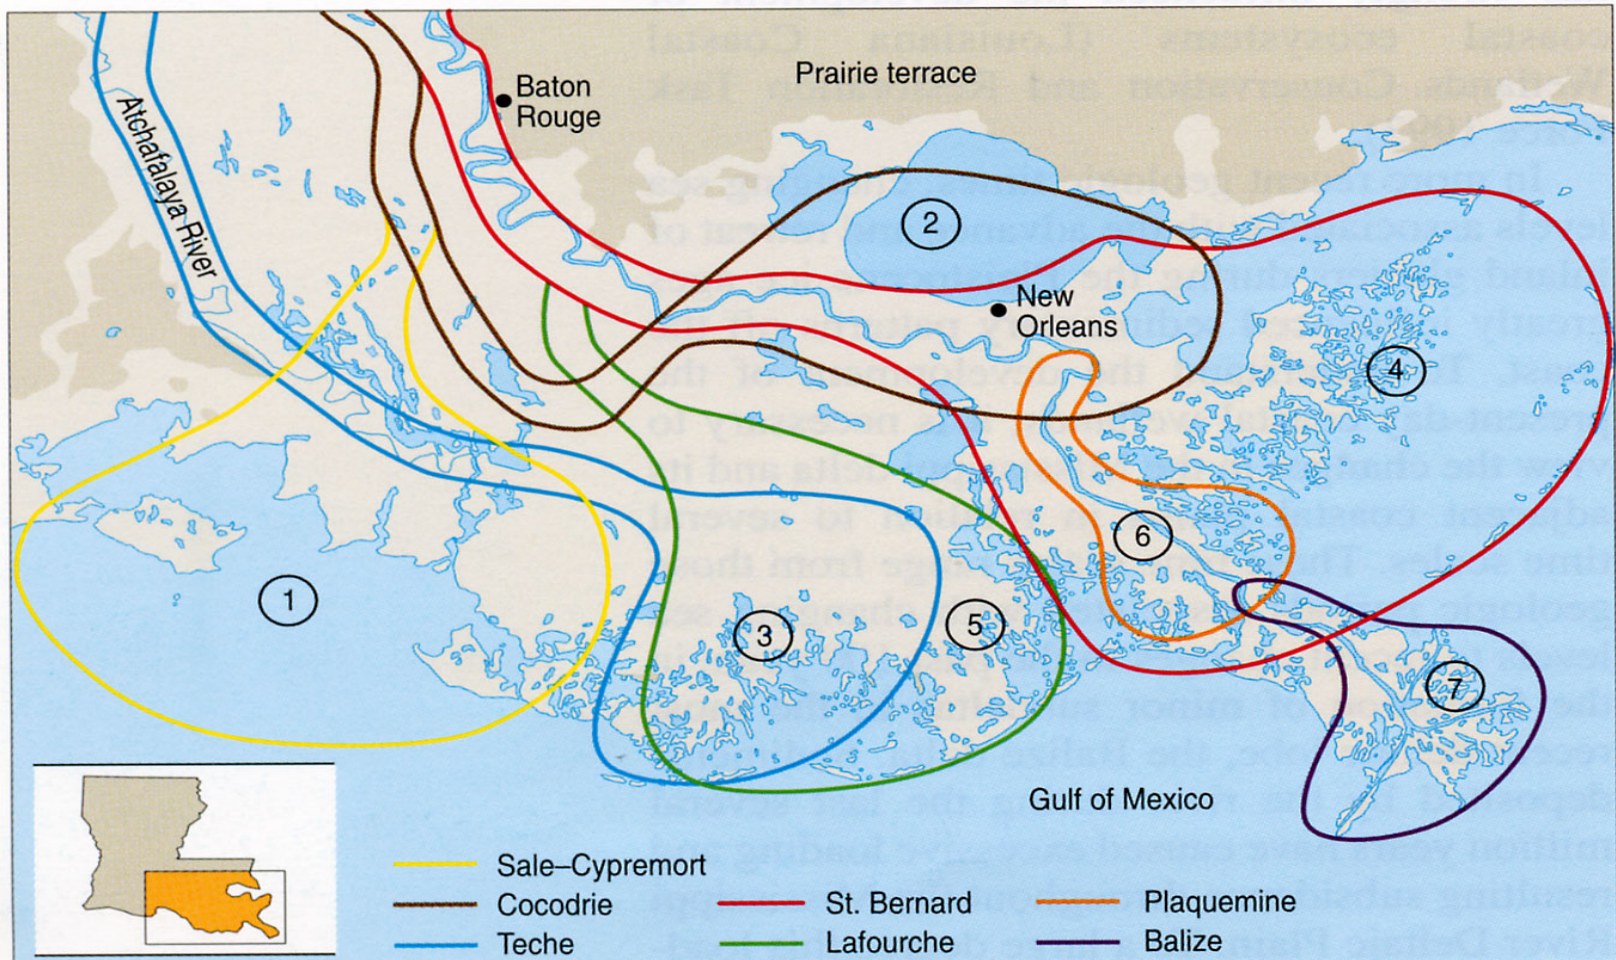 Baton
Rouge
Prairie terrace
Atchafalaya River
2
New
Orleans
4
6
1
3
5
7
Gulf of Mexico
Sale–Cypremort
Cocodrie
St. Bernard
Plaquemine
Teche
Lafourche
Balize